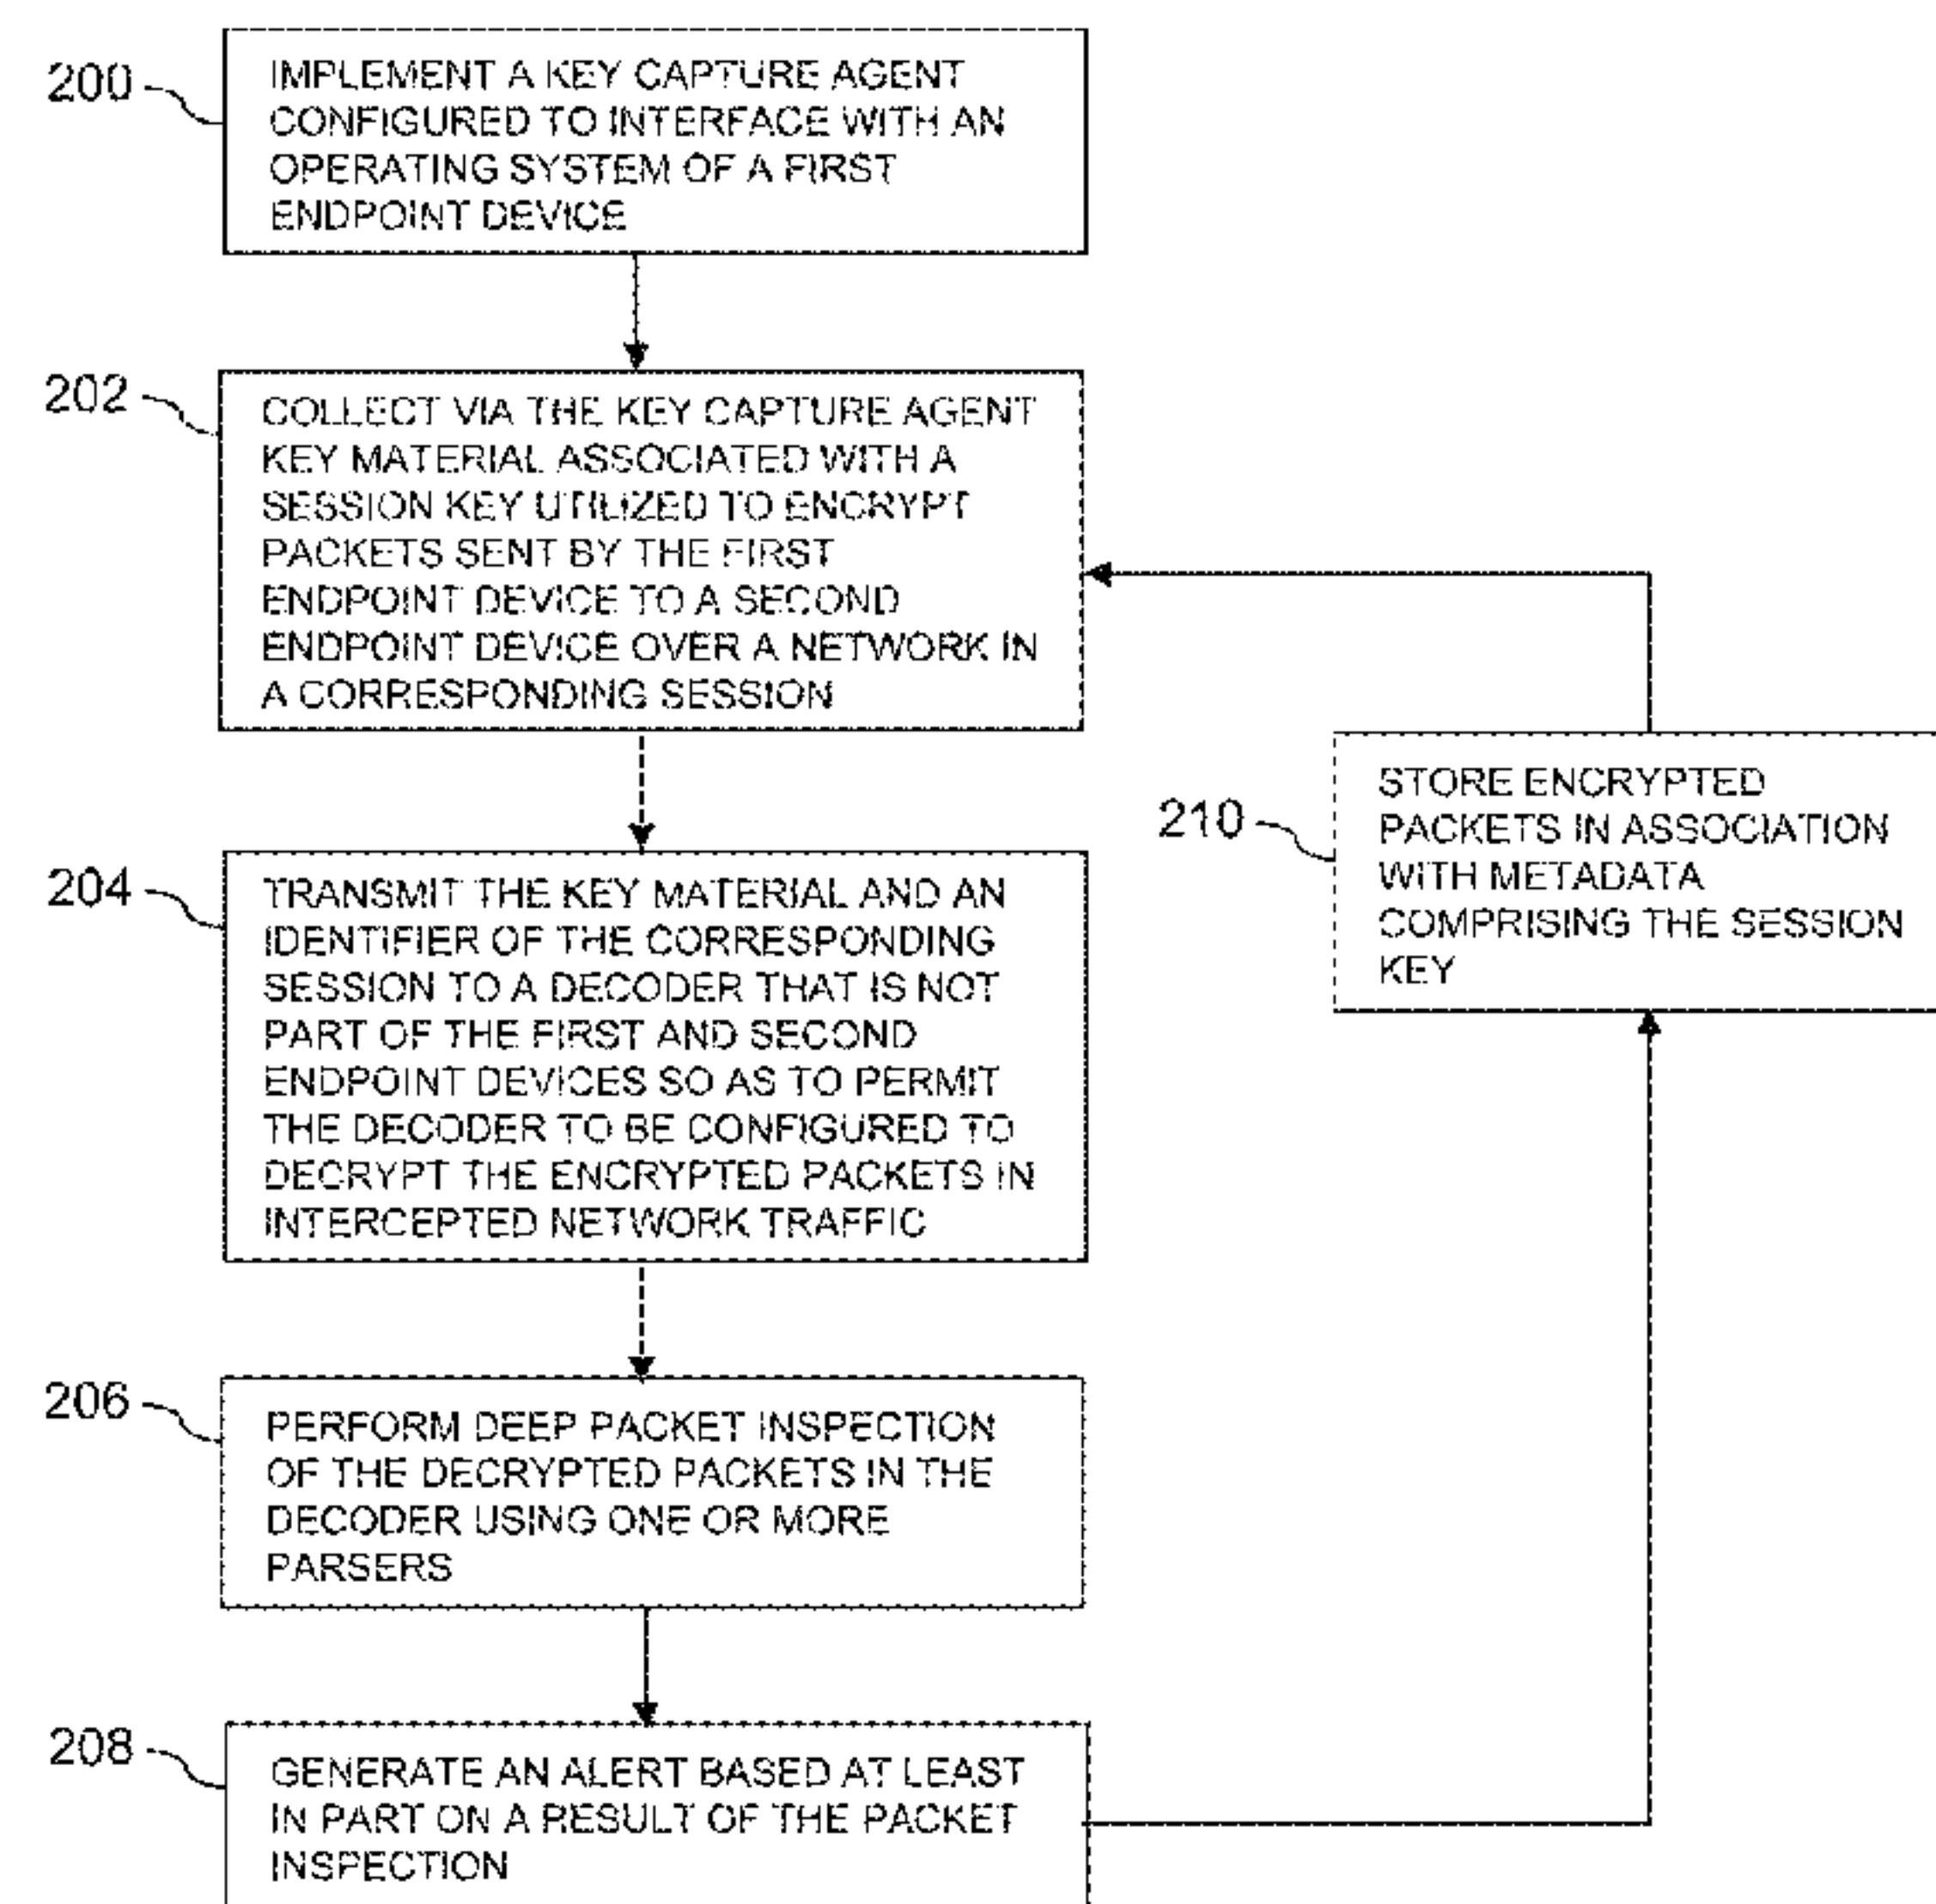 200
IMPLEMENT A KEY CAPTURE AGENT
CONFIGURED TO INTERFACE WITH AN
OPERATING SYSTEM OF A FIRST
ENDPOINT DEVICE
202
COLLECT VIA THE KEY CAPTURE AGENT
KEY MATERIAL ASSOCIATED WITH A
SESSION KEY UTILIZED TO ENCRYPT
PACKETS SENT BY THE FIRST
ENDPOINT DEVICE TO A SECOND
ENDPOINT DEVICE OVER A NETWORK IN
A CORRESPONDING SESSION
204
TRANSMIT THE KEY MATERIAL AND AN
IDENTIFIER OF THE CORRESPONDING
SESSION TO A DECODER THAT IS NOT
PART OF THE FIRST AND SECOND
ENDPOINT DEVICES SO AS TO PERMIT
THE DECODER TO BE CONFIGURED TO
DECRYPT THE ENCRYPTED PACKETS IN
INTERCEPTED NETWORK TRAFFIC
206
PERFORM DEEP PACKET INSPECTION
OF THE DECRYPTED PACKETS IN THE
DECODER USING ONE OR MORE
PARSERS
208
GENERATE AN ALERT BASED AT LEAST
IN PART ON A RESULT OF THE PACKET
INSPECTION
210
STORE ENCRYPTED
PACKETS IN ASSOCIATION
WITH METADATA
COMPRISING THE SESSION
KEY